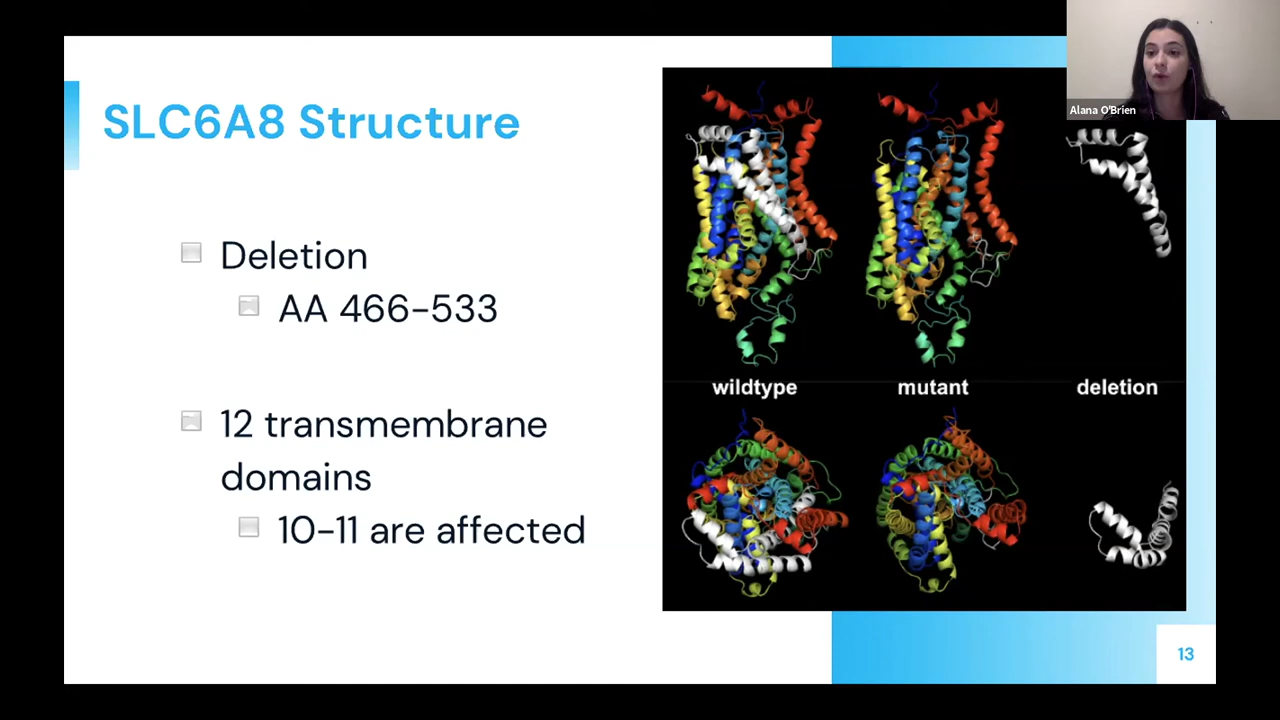 SLC6A8 Structure
Alana O'Brien
Deletion
AA 466-533
12 transmembrane
domains
10-11 are affected
wildtype
mutant
deletion
13